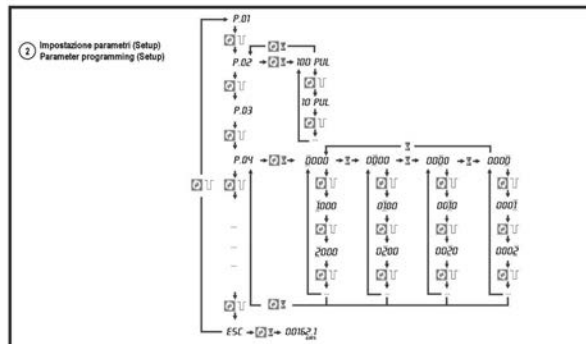 P.01
2 Impostazione parametri (Setup)
Parameter programming (Setup)
P.02 100 PUL
10 PUL
P.03
P.04 0000 0000 0000 0000
1000 0100 0010 0001
2000 0200 0020 0002
ESC 00162.1